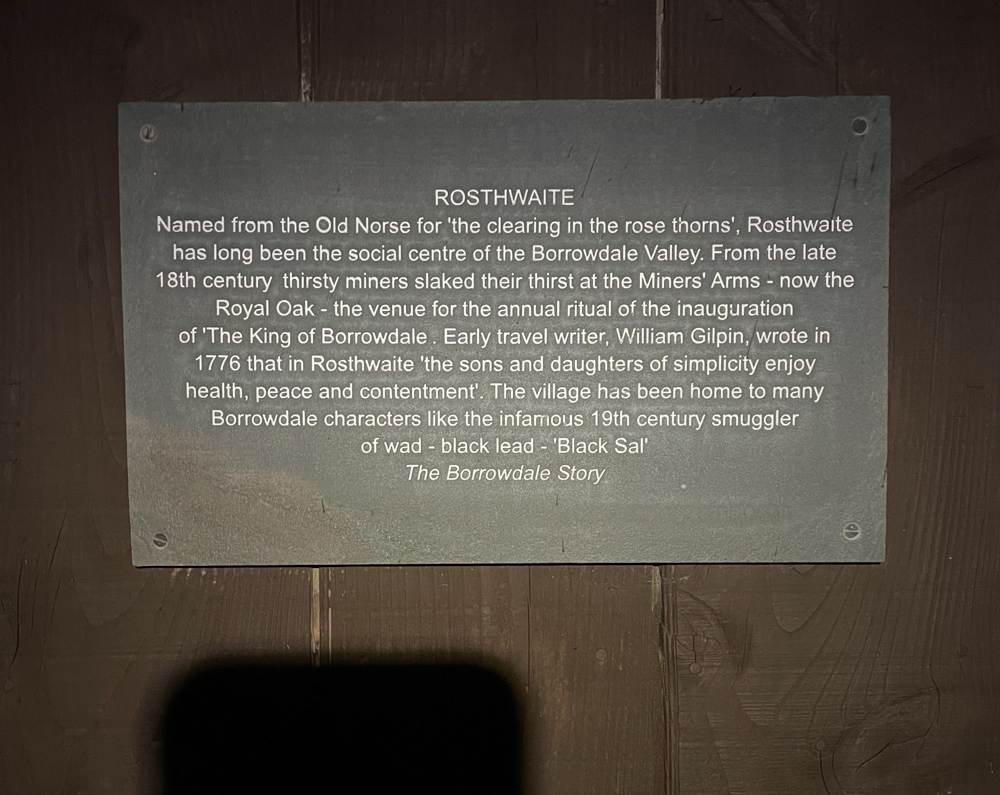 ROSTHWAITE
Named from the Old Norse for 'the clearing in the rose thorns', Rosthwaite
has long been the social centre of the Borrowdale Valley. From the late
18th century thirsty miners slaked their thirst at the Miners' Arms - now the
Royal Oak - the venue for the annual ritual of the inauguration
of 'The King of Borrowdale . Early travel writer, William Gilpin, wrote in
1776 that in Rosthwaite 'the sons and daughters of simplicity enjoy
health, peace and contentment'. The village has been home to many
Borrowdale characters like the infamous 19th century smuggler
of wad - black lead - 'Black Sal'
The Borrowdale Story